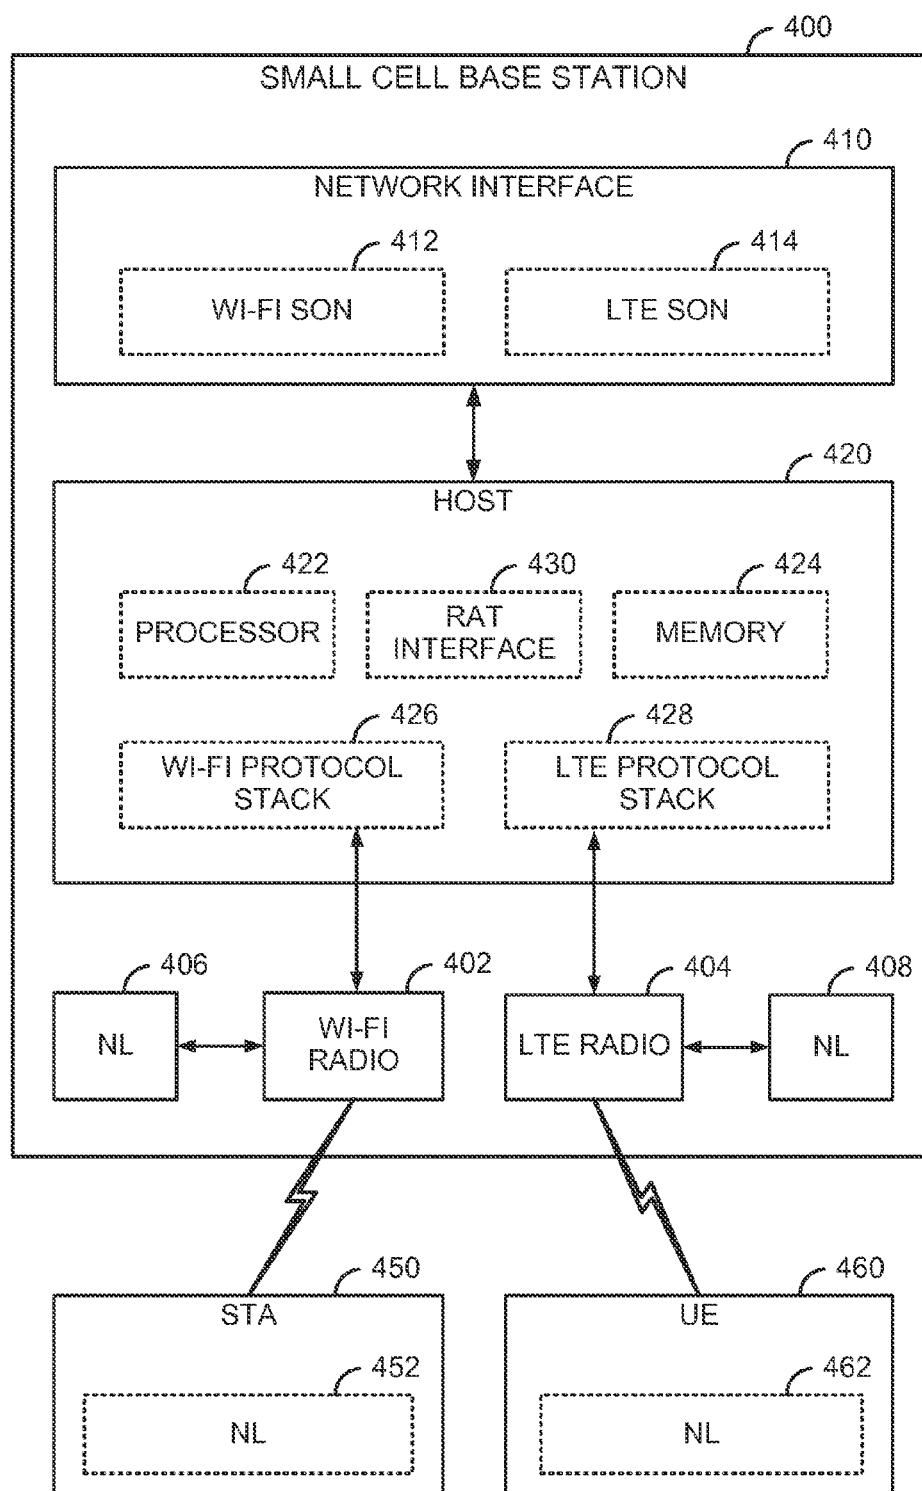 400
SMALL CELL BASE STATION
410
NETWORK INTERFACE
412
414
WI-FI SON
LTE SON
420
HOST
422
430
424
PROCESSOR
RAT
INTERFACE
MEMORY
426
428
WI-FI PROTOCOL
STACK
LTE PROTOCOL
STACK
406
402
404
408
NL
WI-FI
RADIO
LTE RADIO
NL
450
460
STA
UE
452
462
NL
NL